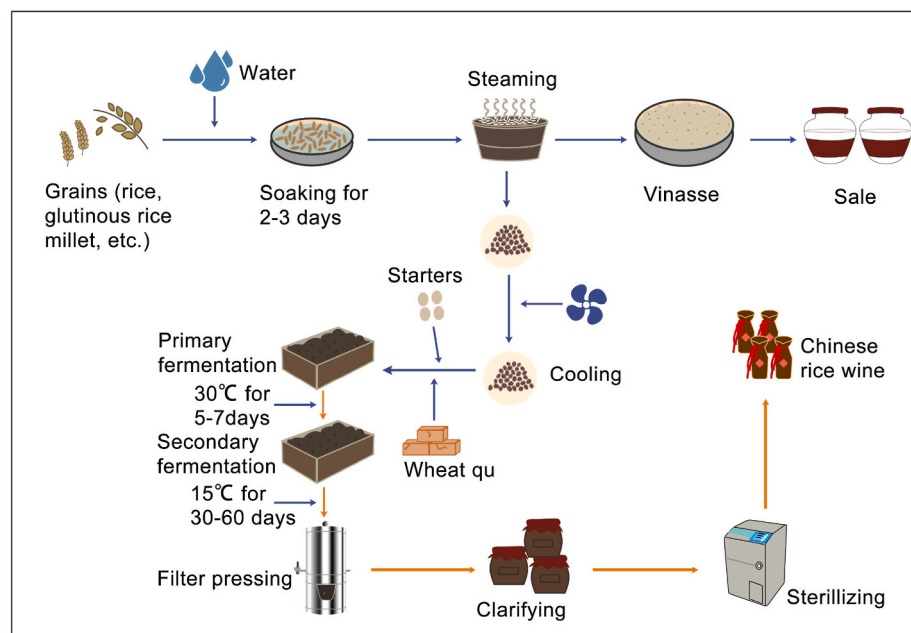 Water
Steaming
Grains (rice,
glutinous rice
millet, etc.)
Soaking for
2-3 days
Vinasse
Sale
Starters
Primary
fermentation
Cooling
Chinese
rice wine
30℃ for
5-7days
Secondary
fermentation
Wheat qu
15℃ for
30-60 days
Filter pressing
Clarifying
Sterillizing